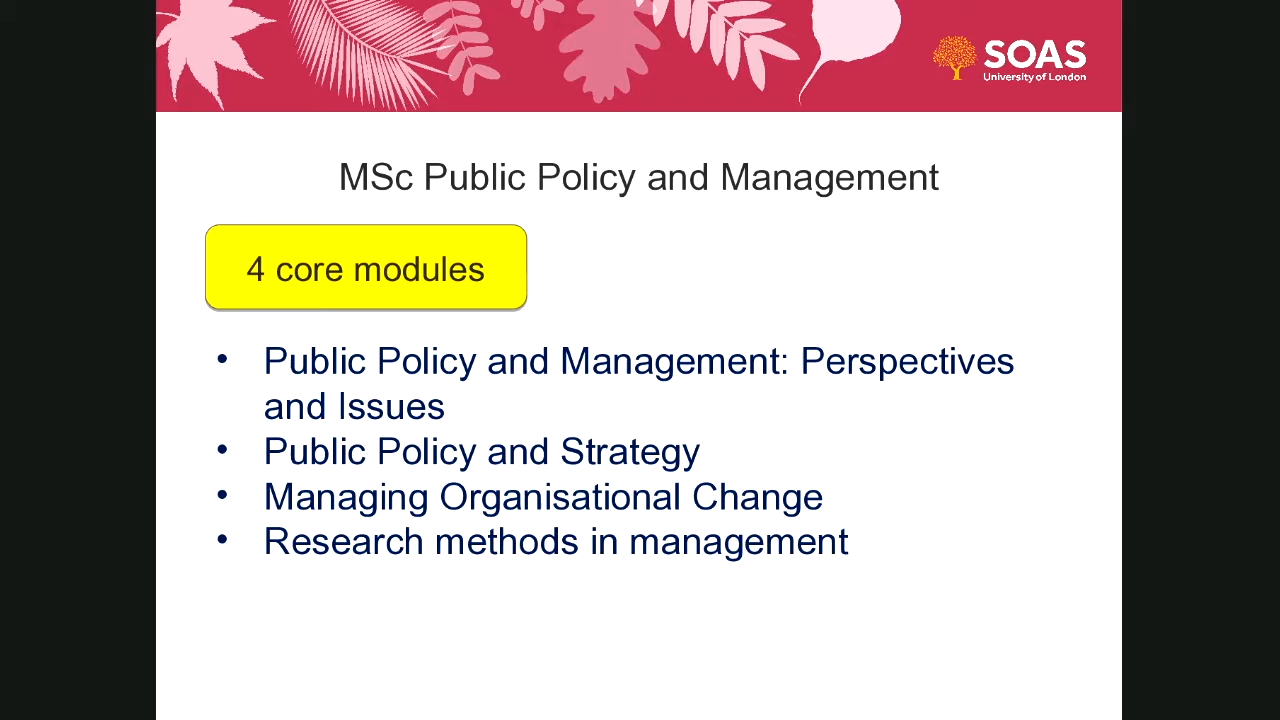 SOAS
University of London
MSc Public Policy and Management
4 core modules
• Public Policy and Management: Perspectives
and Issues
• Public Policy and Strategy
• Managing Organisational Change
• Research methods in management